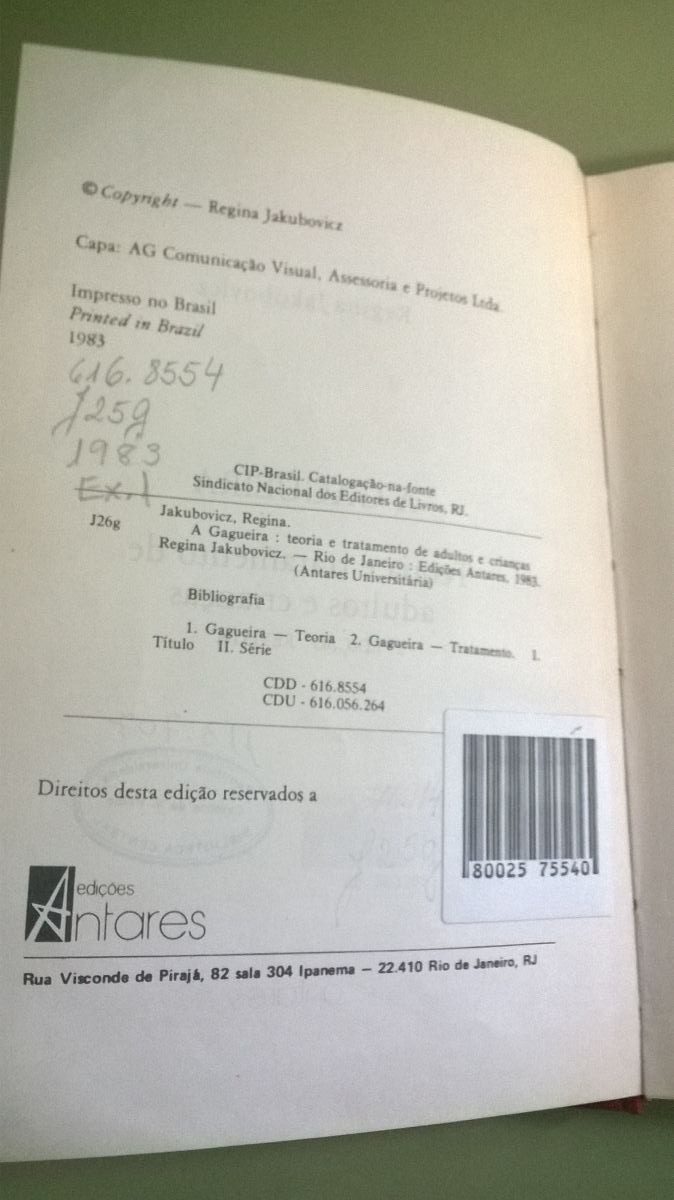 © Copyright — Regina Jakubovicz
Capa: AG Comunicação Visual, Assessoria e Projetos Ltda.
Impresso no Brasil
Printed in Brazil
1983
616.8554
J25g
1983
Ex.1
CIP-Brasil. Catalogação-na-fonte
Sindicato Nacional dos Editores de Livros, RJ.
Jakubovicz, Regina.
J26g
A Gagueira : teoria e tratamento de adultos e crianças
Regina Jakubovicz. — Rio de Janeiro : Edições Antares, 1983.
(Antares Universitária)
Bibliografia
1. Gagueira — Teoria 2. Gagueira — Tratamento. I.
Título II. Série
CDD - 616.8554
CDU - 616.056.264
80025 75540
Direitos desta edição reservados a
edições
Antares
Rua Visconde de Pirajá, 82 sala 304 Ipanema — 22.410 Rio de Janeiro, RJ